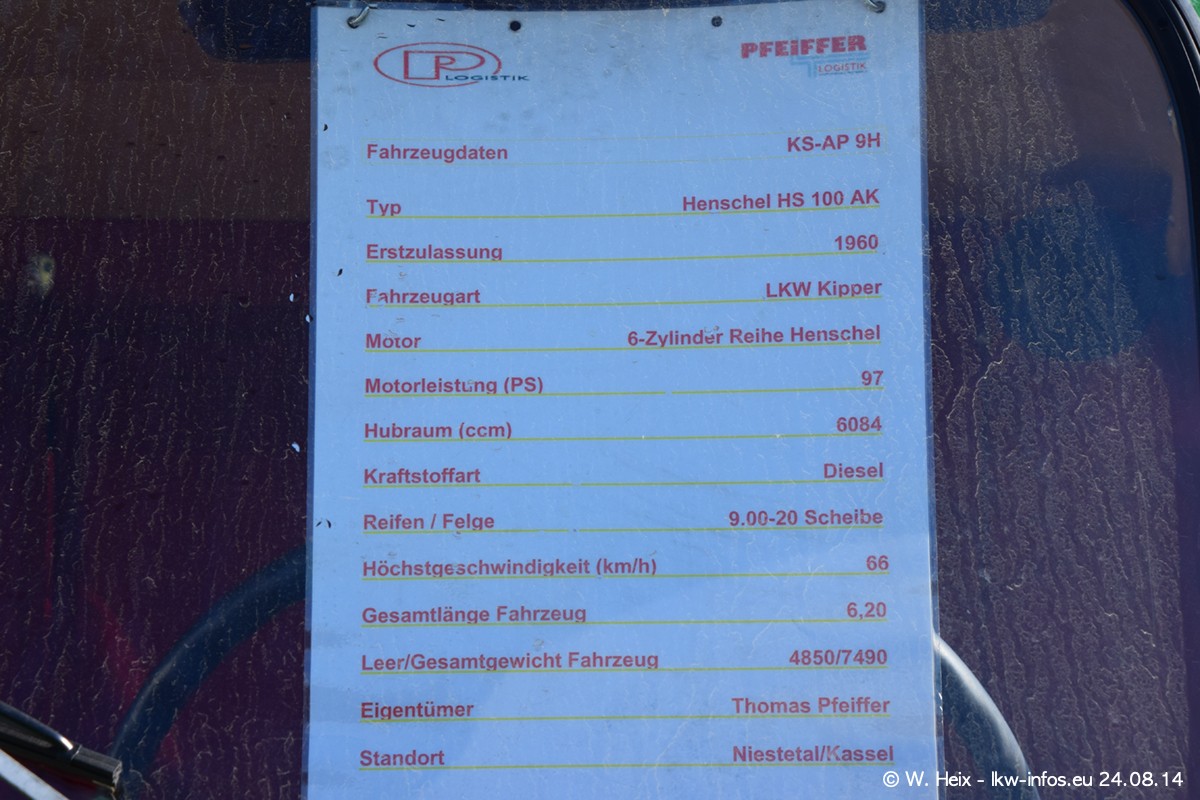 PR LOGISTIK
PFEIFFER
LOGISTIK
Fahrzeugdaten KS-AP 9H
Typ Henschel HS 100 AK
Erstzulassung 1960
Fahrzeugart LKW Kipper
Motor 6-Zylinder Reihe Henschel
Motorleistung (PS) 97
Hubraum (ccm) 6084
Kraftstoffart Diesel
Reifen / Felge 9.00-20 Scheibe
Höchstgeschwindigkeit (km/h) 66
Gesamtlänge Fahrzeug 6,20
Leer/Gesamtgewicht Fahrzeug 4850/7490
Eigentümer Thomas Pfeiffer
Standort Niestetal/Kassel
© W. Heix - lkw-infos.eu 24.08.14